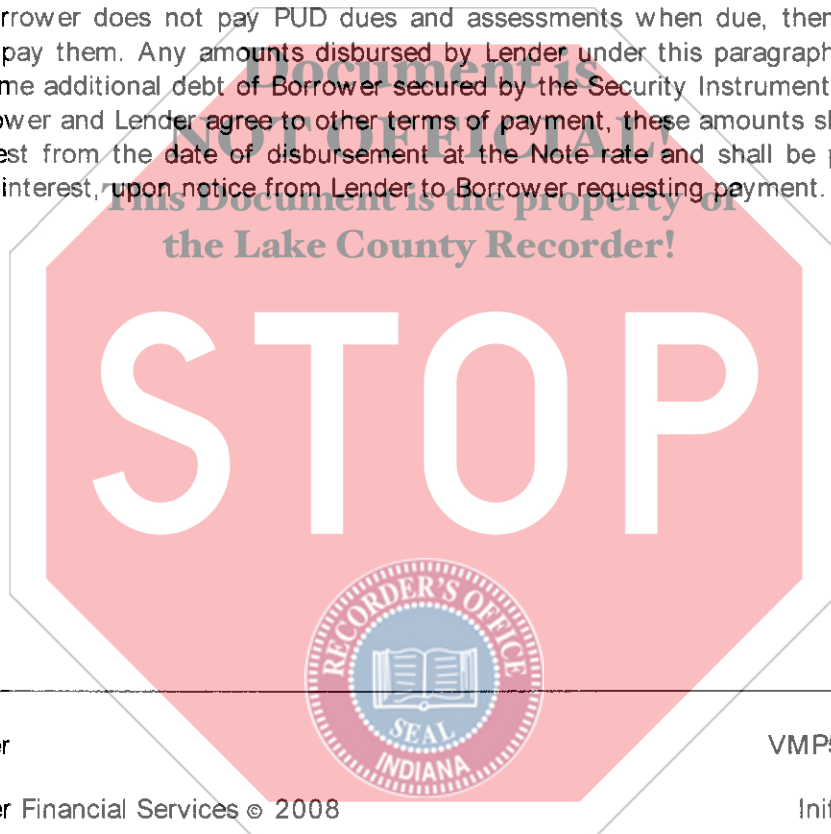 rrower does not pay PUD dues and assessments when due, then
pay them. Any amounts disbursed by Lender under this paragraph
me additional debt of Borrower secured by the Security Instrument
Document is
wer and Lender agree to other terms of payment, these amounts sl
NOT OFFICIAL!
est from the date of disbursement at the Note rate and shall be
interest, upon notice from Lender to Borrower requesting payment.
This Document is the property of
the Lake County Recorder!
STOP
RECORDER'S OFFICE
SEAL
INDIANA
r VMP5
r Financial Services © 2008 Init